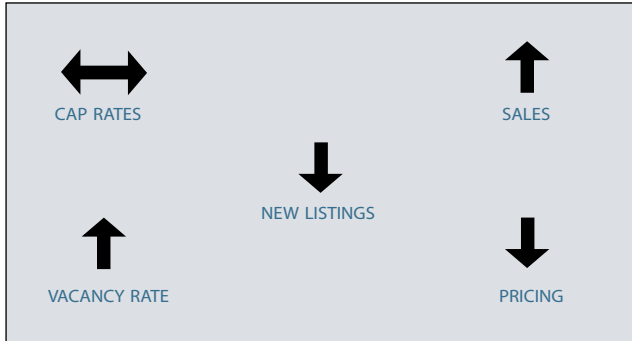 CAP RATES
SALES
NEW LISTINGS
VACANCY RATE
PRICING